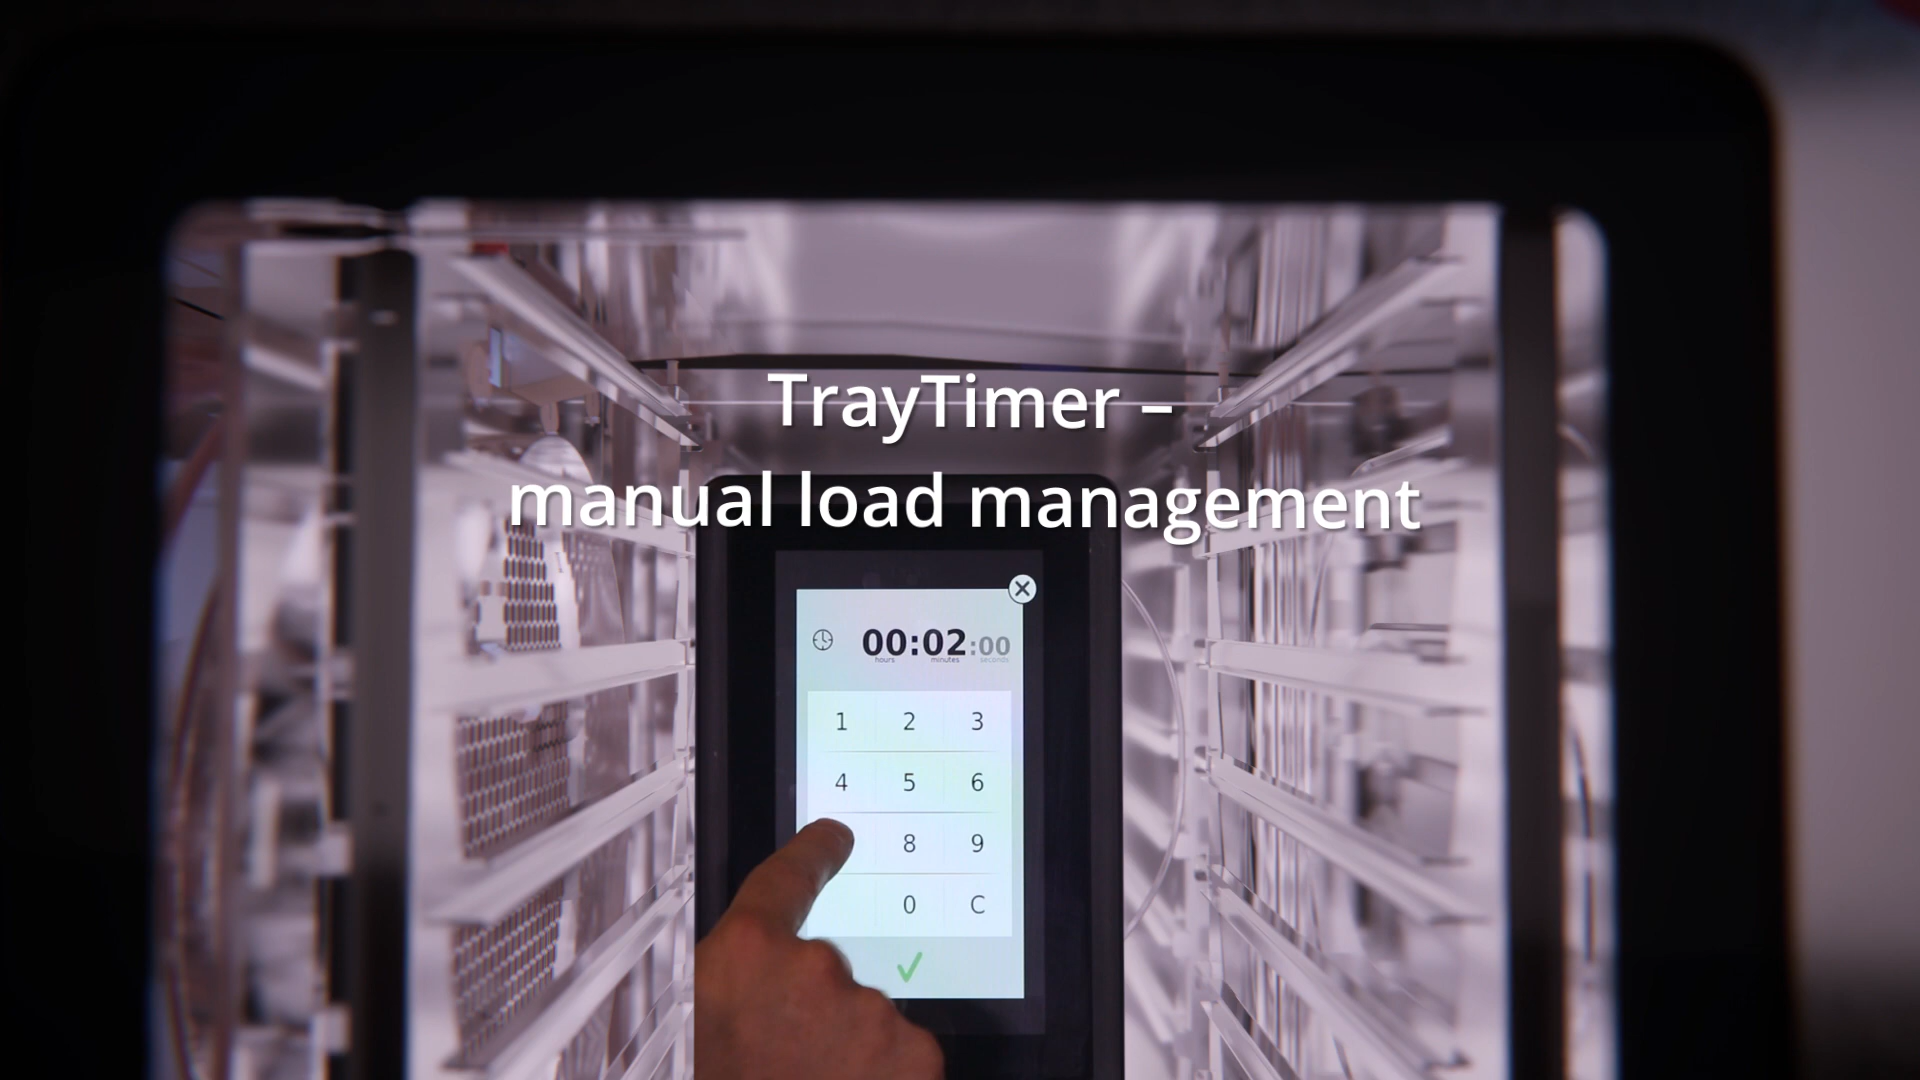 TrayTimer –
manual load management
00:02:00
hours minutes seconds
1 2 3
4 5 6
8 9
0 C